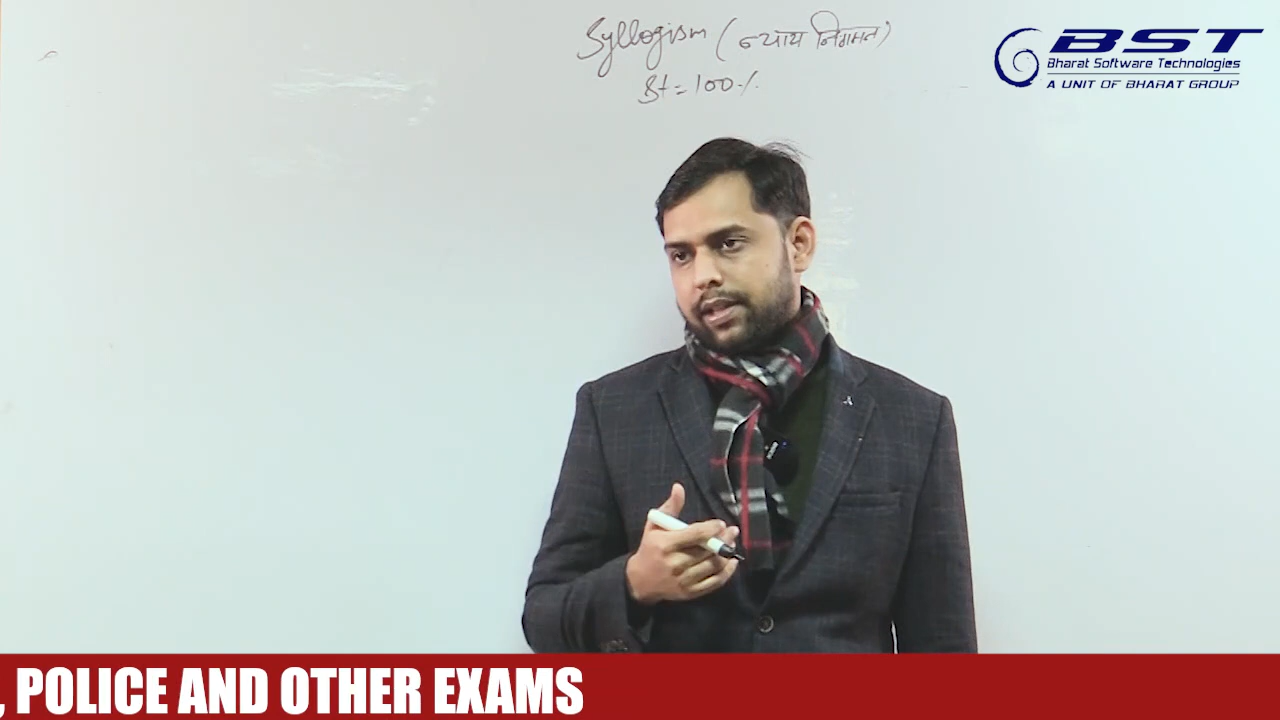 Syllogism (न्याय निगमन)
St = 100%
BST
Bharat Software Technologies
A UNIT OF BHARAT GROUP
, POLICE AND OTHER EXAMS